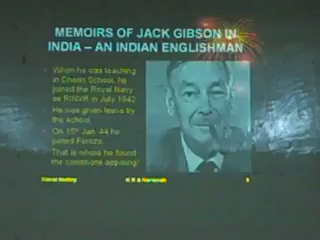 MEMOIRS OF JACK GIBSON IN
INDIA – AN INDIAN ENGLISHMAN
When he was teaching
in Doon School, he
joined the Royal Navy
as RINVR in July 1942
He was given leave by
the school.
On 15th Jan '44 he
joined Feroze.
That is where he found
the conditions appalling!